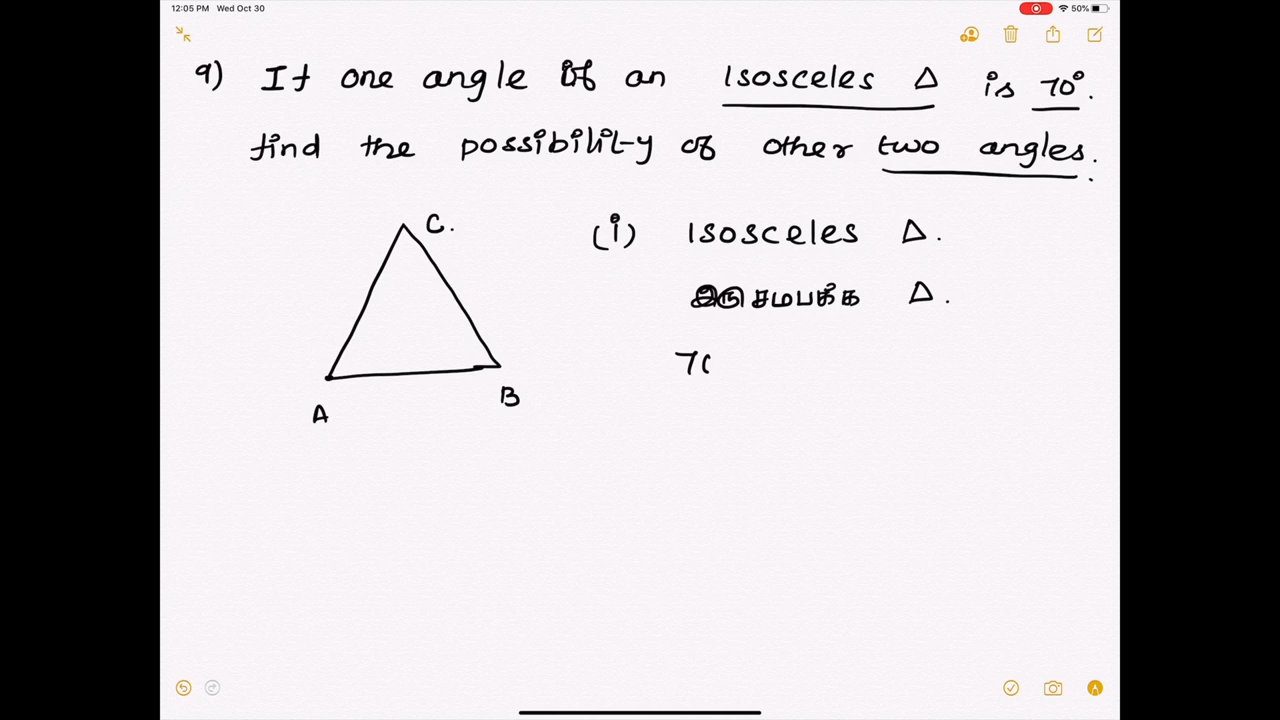 12:05 PM Wed Oct 30
50%
9) If one angle of an Isosceles Δ is 70°.
find the possibility of other two angles.
C.
(i) Isosceles Δ.
இரு சமபக்க Δ.
70
A
B